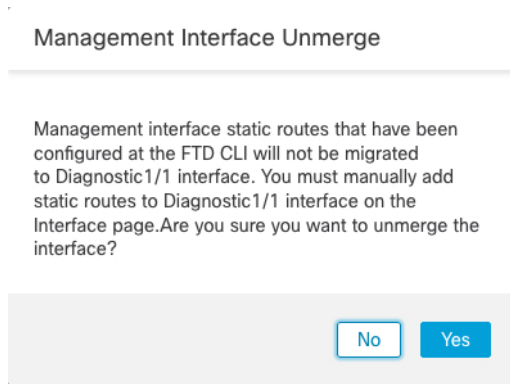 Management Interface Unmerge
Management interface static routes that have been
configured at the FTD CLI will not be migrated
to Diagnostic1/1 interface. You must manually add
static routes to Diagnostic1/1 interface on the
Interface page.Are you sure you want to unmerge the
interface?
No
Yes